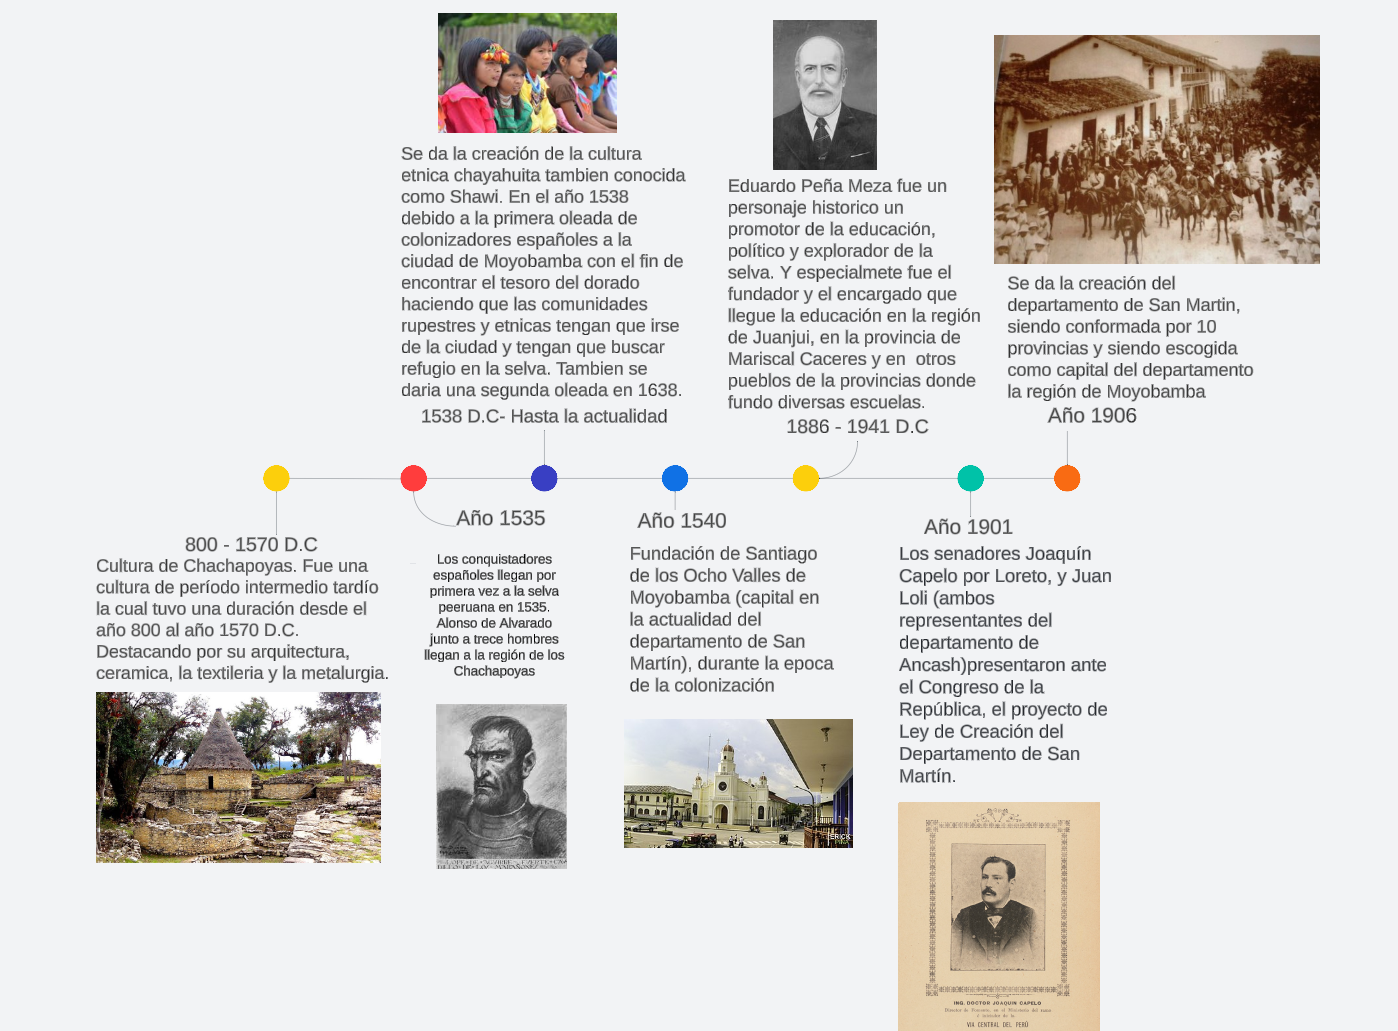 Se da la creación de la cultura
etnica chayahuita tambien conocida
como Shawi. En el año 1538
debido a la primera oleada de
colonizadores españoles a la
ciudad de Moyobamba con el fin de
encontrar el tesoro del dorado
haciendo que las comunidades
rupestres y etnicas tengan que irse
de la ciudad y tengan que buscar
refugio en la selva. Tambien se
daria una segunda oleada en 1638.
1538 D.C- Hasta la actualidad
Eduardo Peña Meza fue un
personaje historico un
promotor de la educación,
político y explorador de la
selva. Y especialmete fue el
fundador y el encargado que
llegue la educación en la región
de Juanjui, en la provincia de
Mariscal Caceres y en  otros
pueblos de la provincias donde
fundo diversas escuelas.
1886 - 1941 D.C
Se da la creación del
departamento de San Martin,
siendo conformada por 10
provincias y siendo escogida
como capital del departamento
la región de Moyobamba
Año 1906
800 - 1570 D.C
Cultura de Chachapoyas. Fue una
cultura de período intermedio tardío
la cual tuvo una duración desde el
año 800 al año 1570 D.C.
Destacando por su arquitectura,
ceramica, la textileria y la metalurgia.
Año 1535
Los conquistadores
españoles llegan por
primera vez a la selva
peeruana en 1535.
Alonso de Alvarado
junto a trece hombres
llegan a la región de los
Chachapoyas
Año 1540
Fundación de Santiago
de los Ocho Valles de
Moyobamba (capital en
la actualidad del
departamento de San
Martín), durante la epoca
de la colonización
ERICK
Año 1901
Los senadores Joaquín
Capelo por Loreto, y Juan
Loli (ambos
representantes del
departamento de
Ancash)presentaron ante
el Congreso de la
República, el proyecto de
Ley de Creación del
Departamento de San
Martín.
ING. DOCTOR JOAQUIN CAPELO
Director de Fomento, en el Ministerio del ramo
é iniciador de la
VIA CENTRAL DEL PERÚ